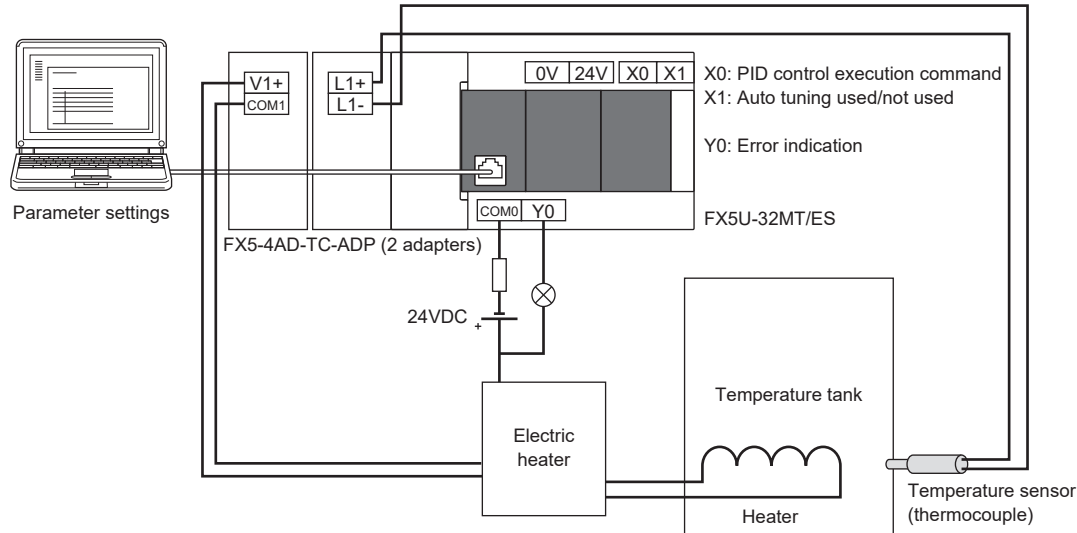 V1+
COM1
L1+
L1-
0V 24V X0 X1
X0: PID control execution command
X1: Auto tuning used/not used
Y0: Error indication
Parameter settings
COM0 Y0
FX5U-32MT/ES
FX5-4AD-TC-ADP (2 adapters)
24VDC
+
Temperature tank
Electric
heater
Heater
Temperature sensor
(thermocouple)